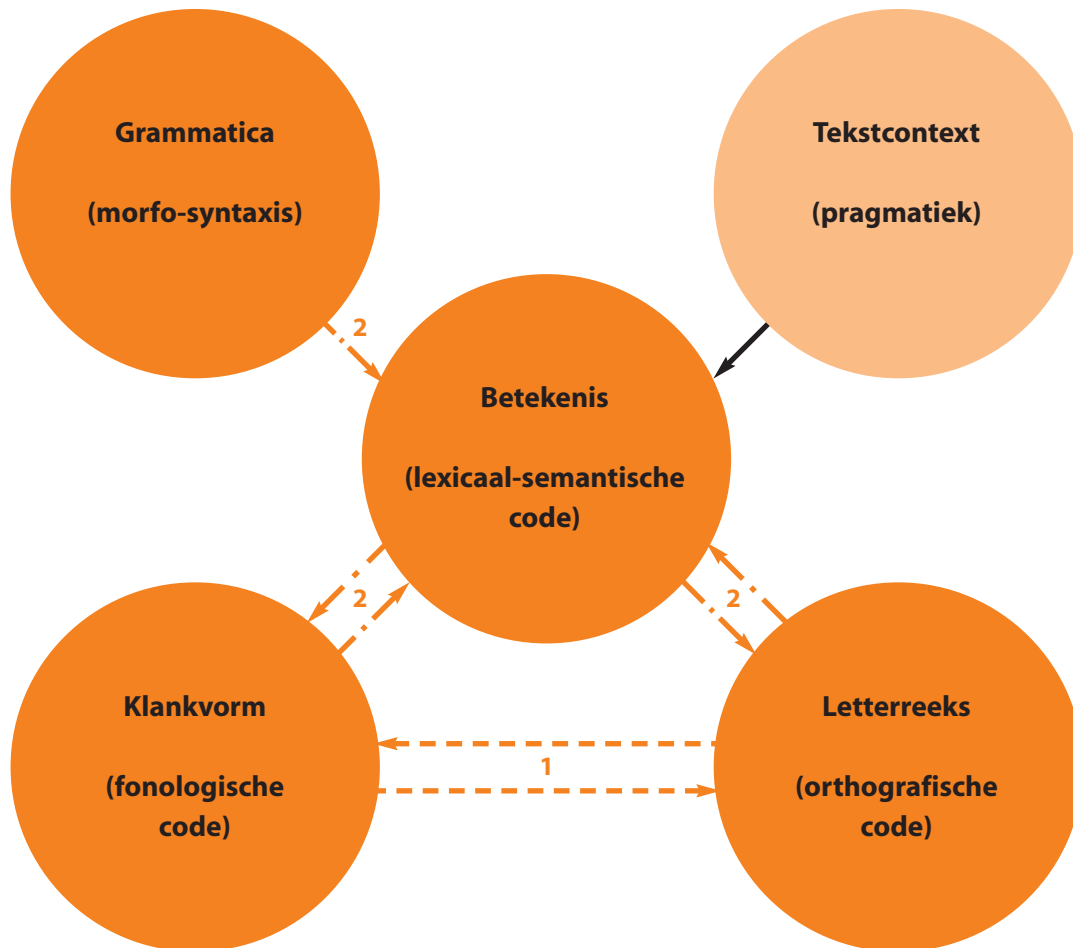 Grammatica
(morfo-syntaxis)
Tekstcontext
(pragmatiek)
2
Betekenis
(lexicaal-semantische
code)
2
2
Klankvorm
(fonologische
code)
1
Letterreeks
(orthografische
code)